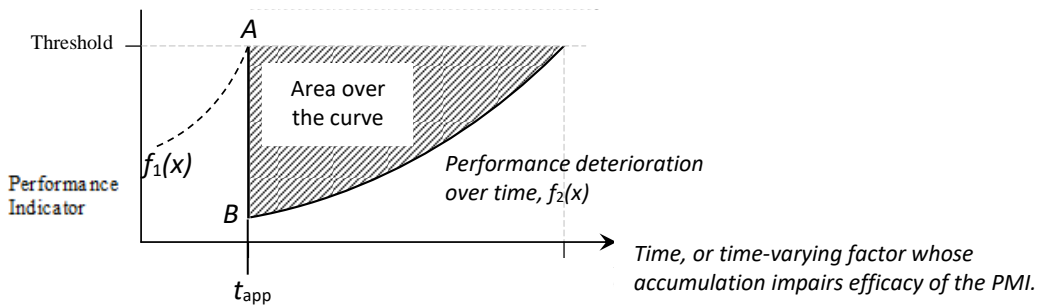 Threshold
A
Area over
the curve
f1(x)
Performance deterioration
over time, f2(x)
Performance
Indicator
B
Time, or time-varying factor whose
accumulation impairs efficacy of the PMI.
tapp